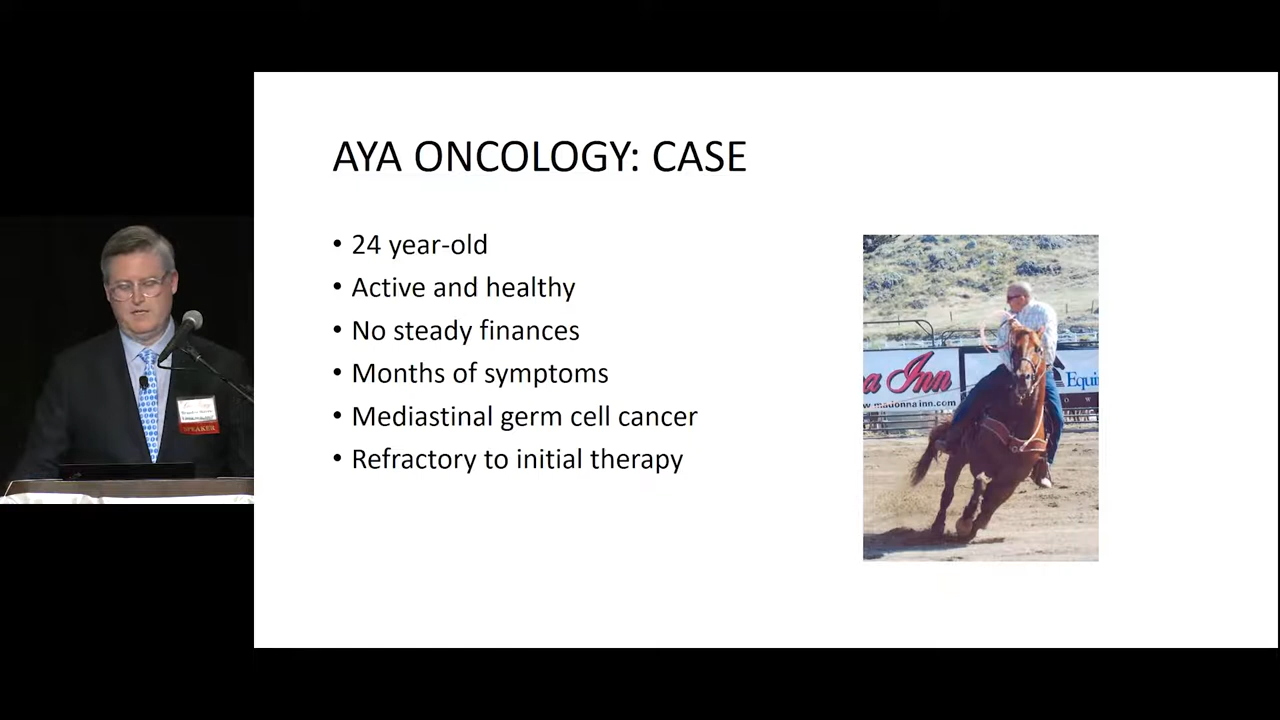 AYA ONCOLOGY: CASE
• 24 year-old
• Active and healthy
• No steady finances
• Months of symptoms
• Mediastinal germ cell cancer
• Refractory to initial therapy
a Inn
www.madonnainn.com
Equin
SPEAKER